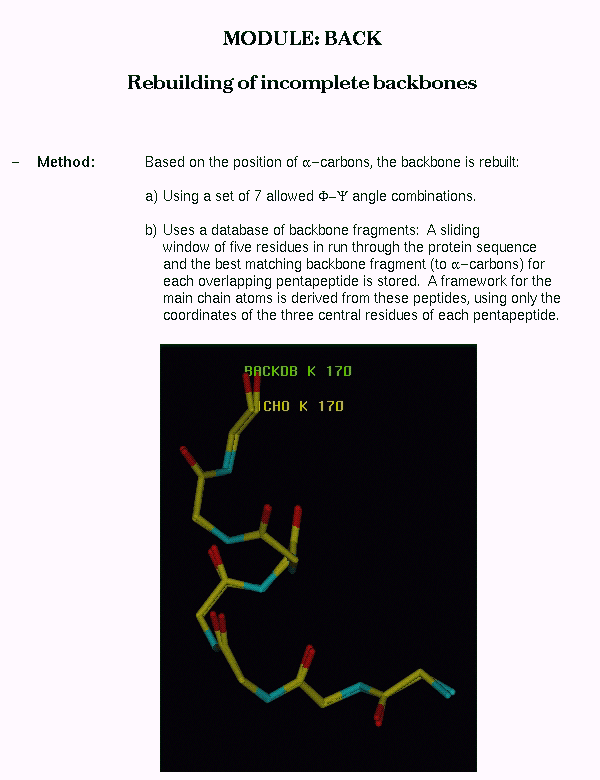 MODULE: BACK
Rebuilding of incomplete backbones
– Method: Based on the position of α–carbons, the backbone is rebuilt:
a) Using a set of 7 allowed Φ–Ψ angle combinations.
b) Uses a database of backbone fragments: A sliding
window of five residues in run through the protein sequence
and the best matching backbone fragment (to α–carbons) for
each overlapping pentapeptide is stored. A framework for the
main chain atoms is derived from these peptides, using only the
coordinates of the three central residues of each pentapeptide.
BACKDB K 170
1CHO K 170